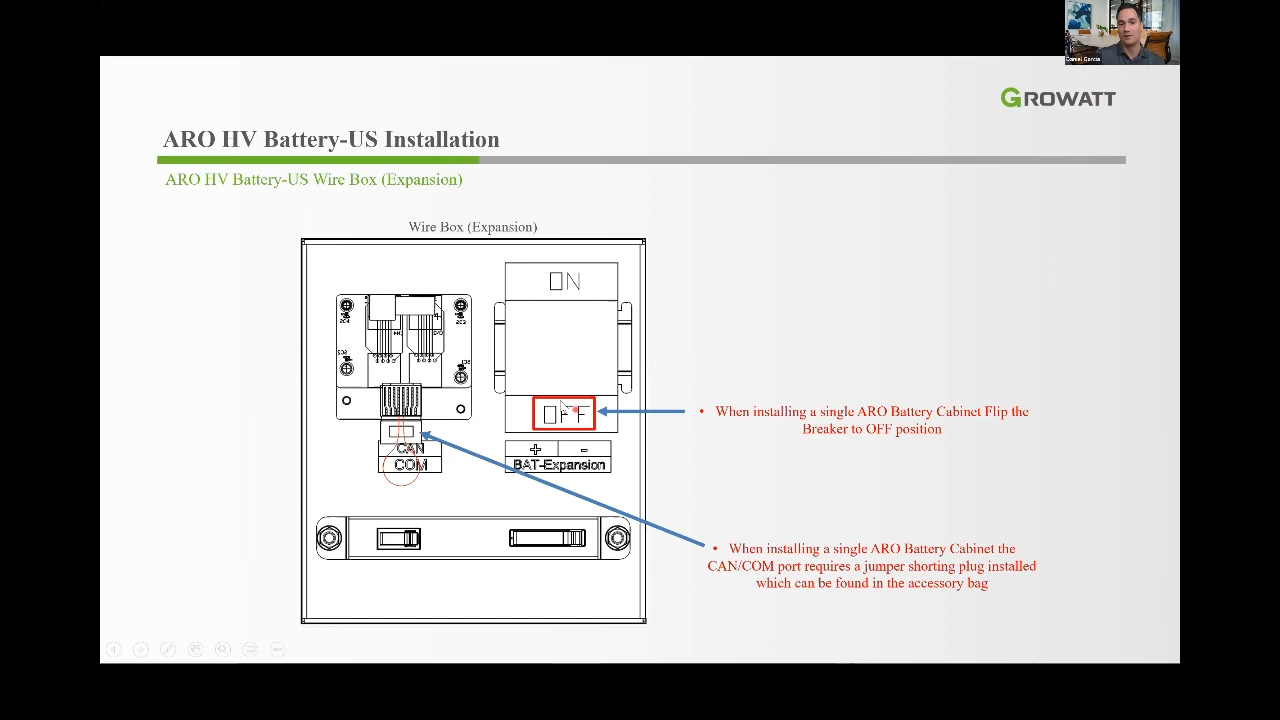 Daniel Garcia
GROWATT
ARO HV Battery-US Installation
ARO HV Battery-US Wire Box (Expansion)
Wire Box (Expansion)
ON
OFF
CAN
COM
+ -
BAT-Expansion
• When installing a single ARO Battery Cabinet Flip the
Breaker to OFF position
• When installing a single ARO Battery Cabinet the
CAN/COM port requires a jumper shorting plug installed
which can be found in the accessory bag